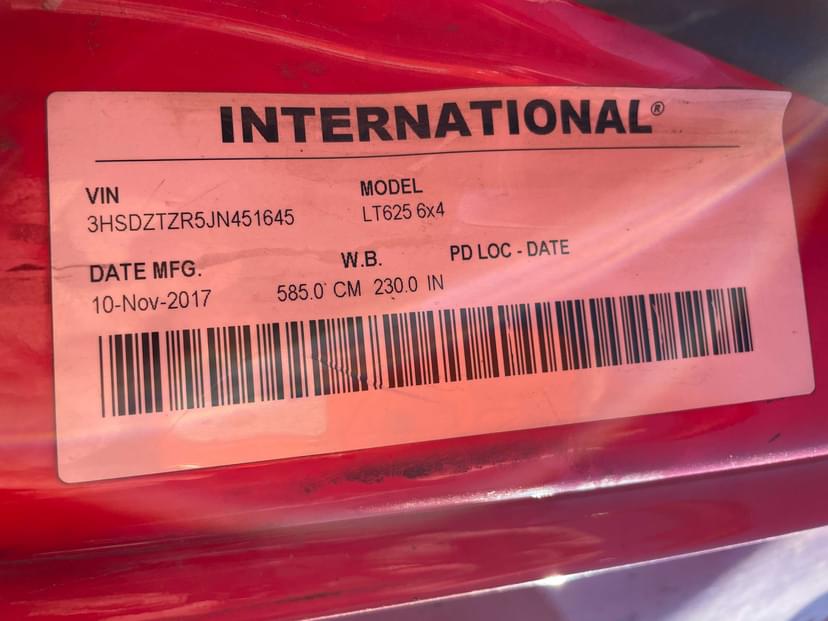 INTERNATIONAL®
VIN MODEL
3HSDZTZR5JN451645 LT625 6x4
DATE MFG. W.B. PD LOC - DATE
10-Nov-2017 585.0 CM 230.0 IN